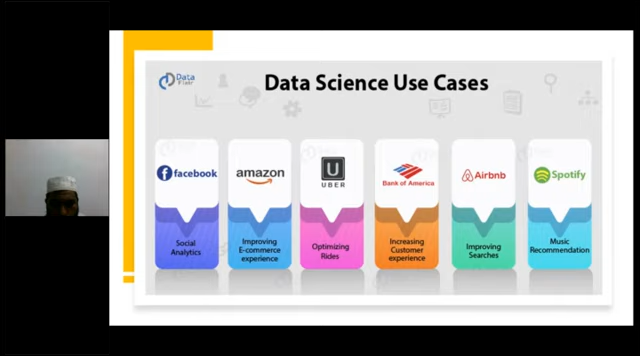 Data
Flair
Data Science Use Cases
facebook
amazon
UBER
Bank of America
Airbnb
Spotify
Social
Analytics
Improving
E-commerce
experience
Optimizing
Rides
Increasing
Customer
experience
Improving
Searches
Music
Recommendation